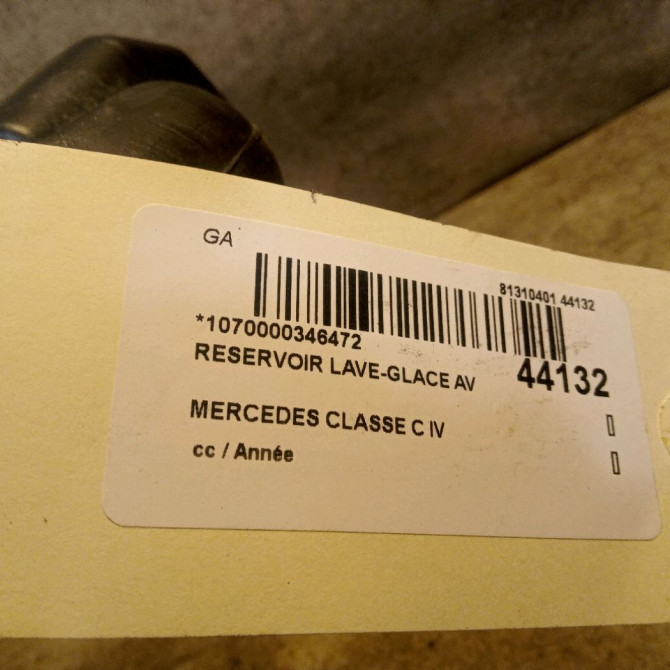 GA
81310401 44132
*1070000346472
RESERVOIR LAVE-GLACE AV 44132
MERCEDES CLASSE C IV
cc / Année